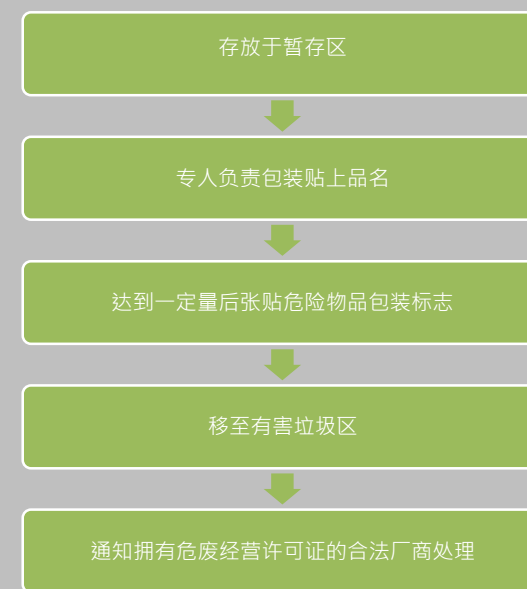 存放于暂存区
专人负责包装贴上品名
达到一定量后张贴危险物品包装标志
移至有害垃圾区
通知拥有危废经营许可证的合法厂商处理